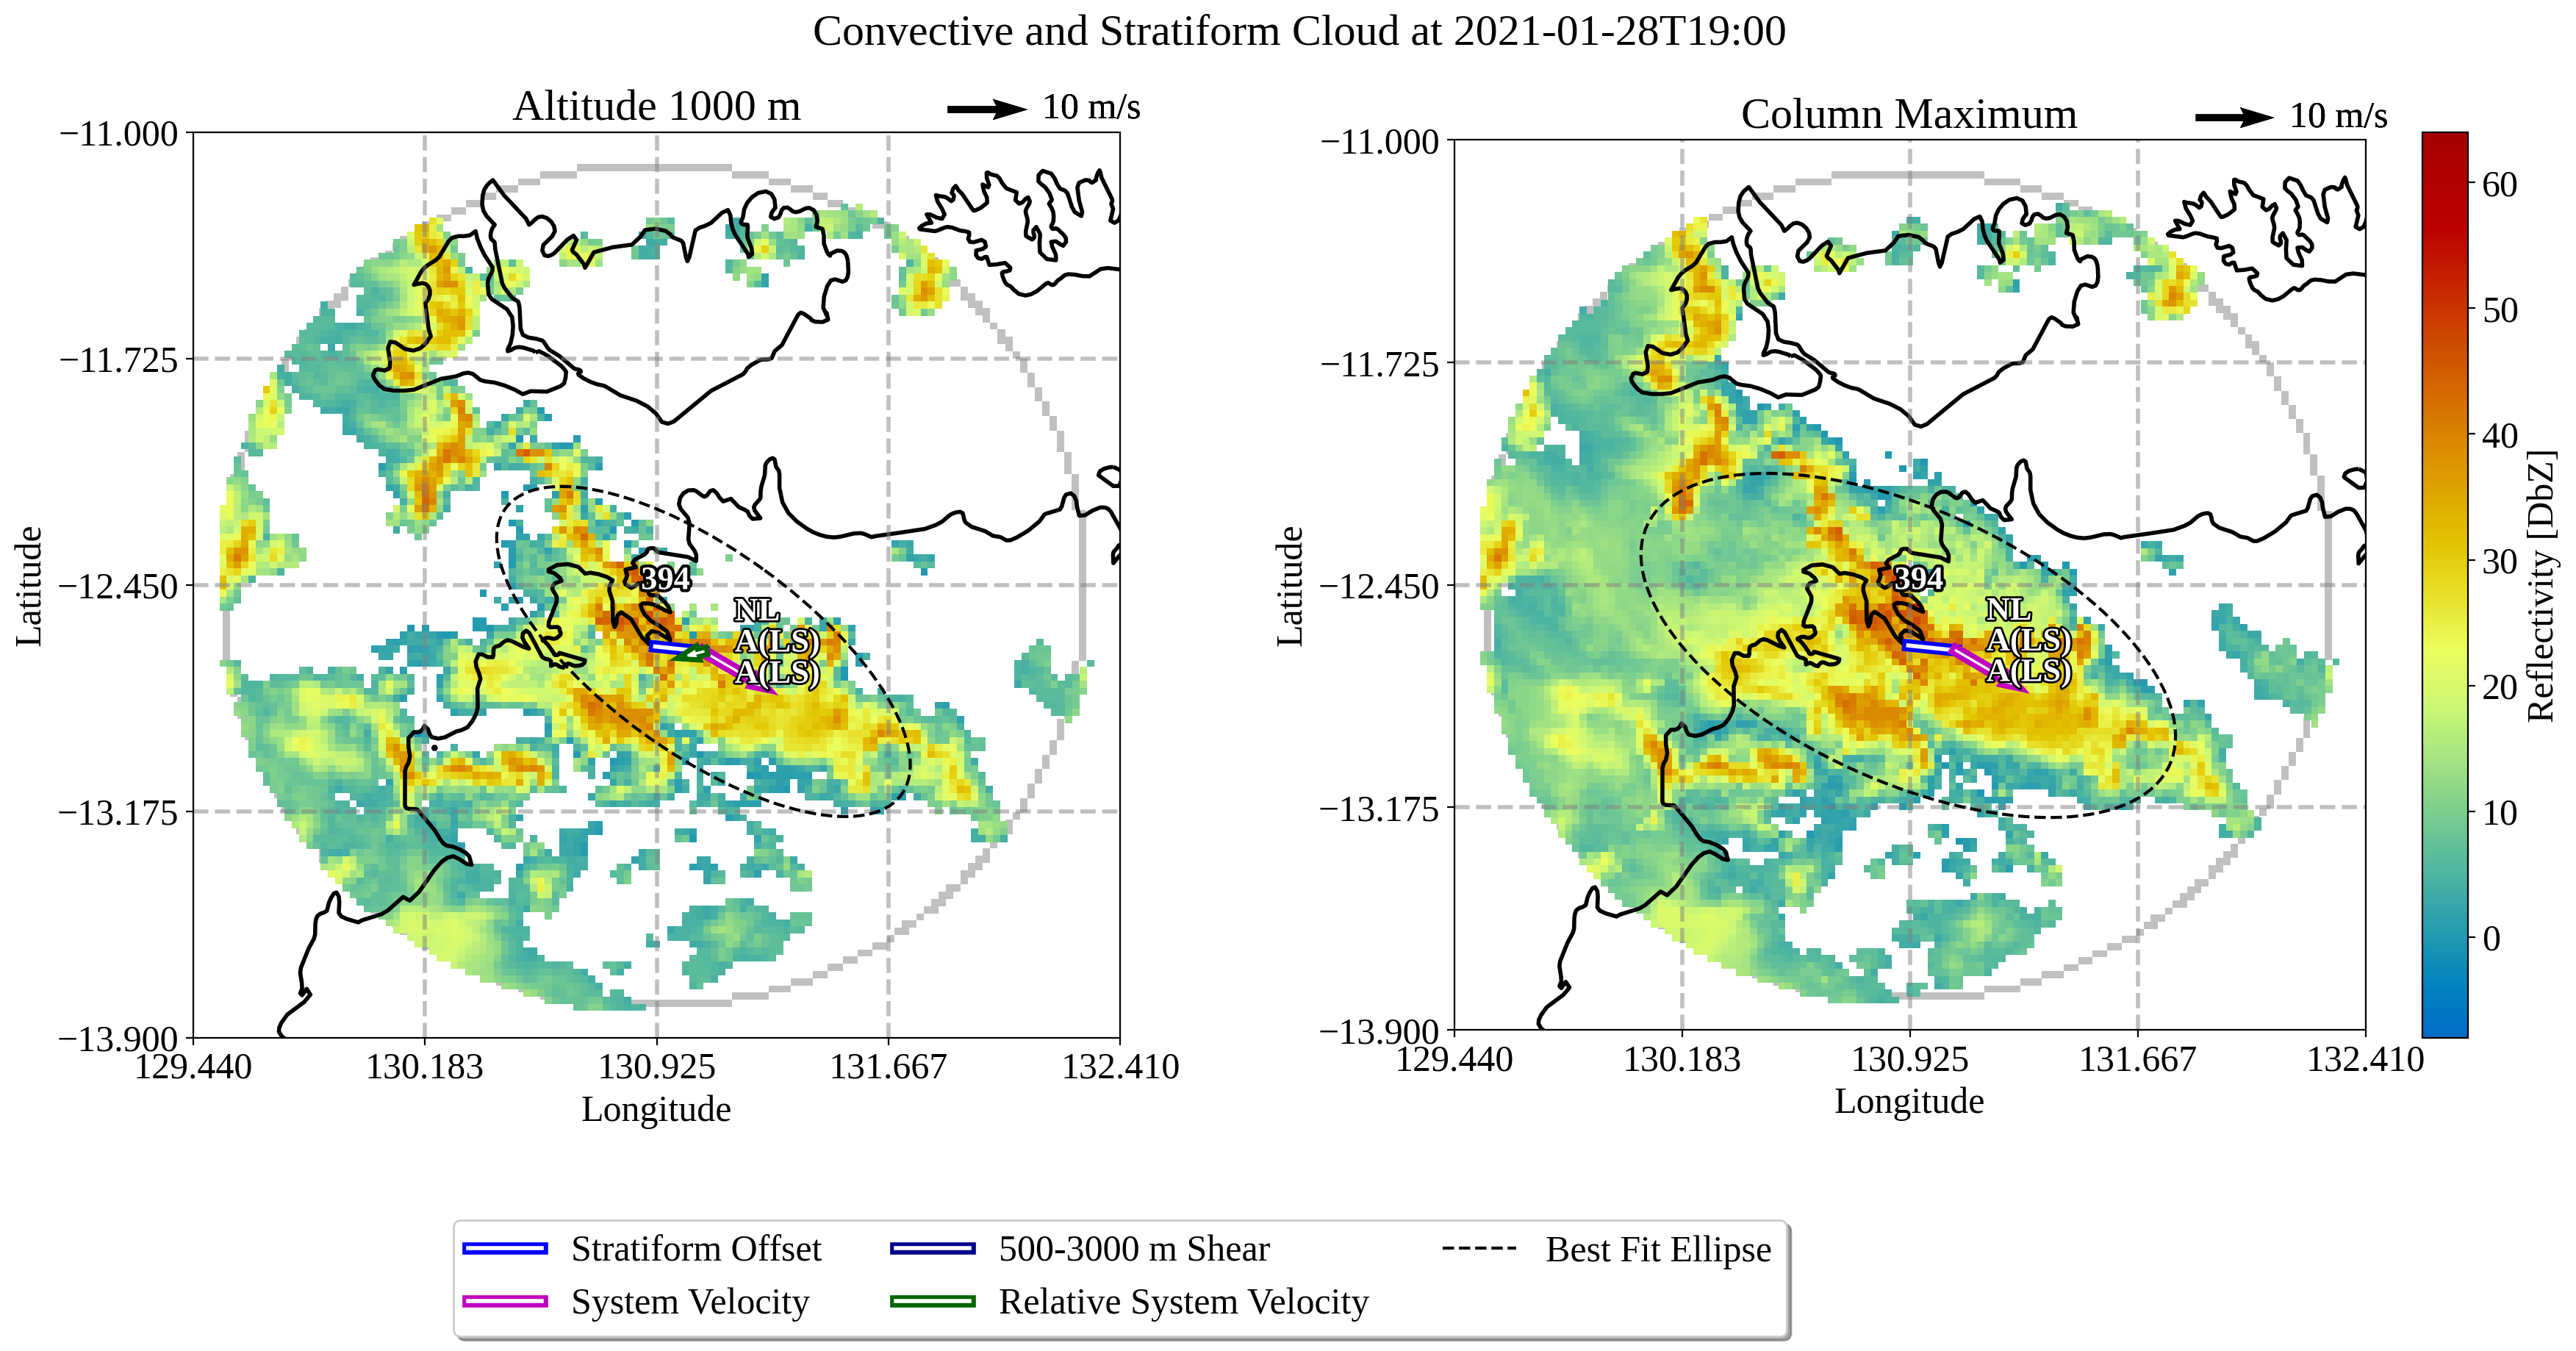 Convective and Stratiform Cloud at 2021-01-28T19:00
Altitude 1000 m
10 m/s
−11.000
−11.725
−12.450
−13.175
−13.900
Latitude
394
NL
A(LS)
A(LS)
129.440
130.183
130.925
131.667
132.410
Longitude
Column Maximum
10 m/s
−11.000
−11.725
−12.450
−13.175
−13.900
Latitude
394
NL
A(LS)
A(LS)
129.440
130.183
130.925
131.667
132.410
Longitude
60
50
40
30
20
10
0
Reflectivity [DbZ]
Stratiform Offset
System Velocity
500-3000 m Shear
Relative System Velocity
Best Fit Ellipse